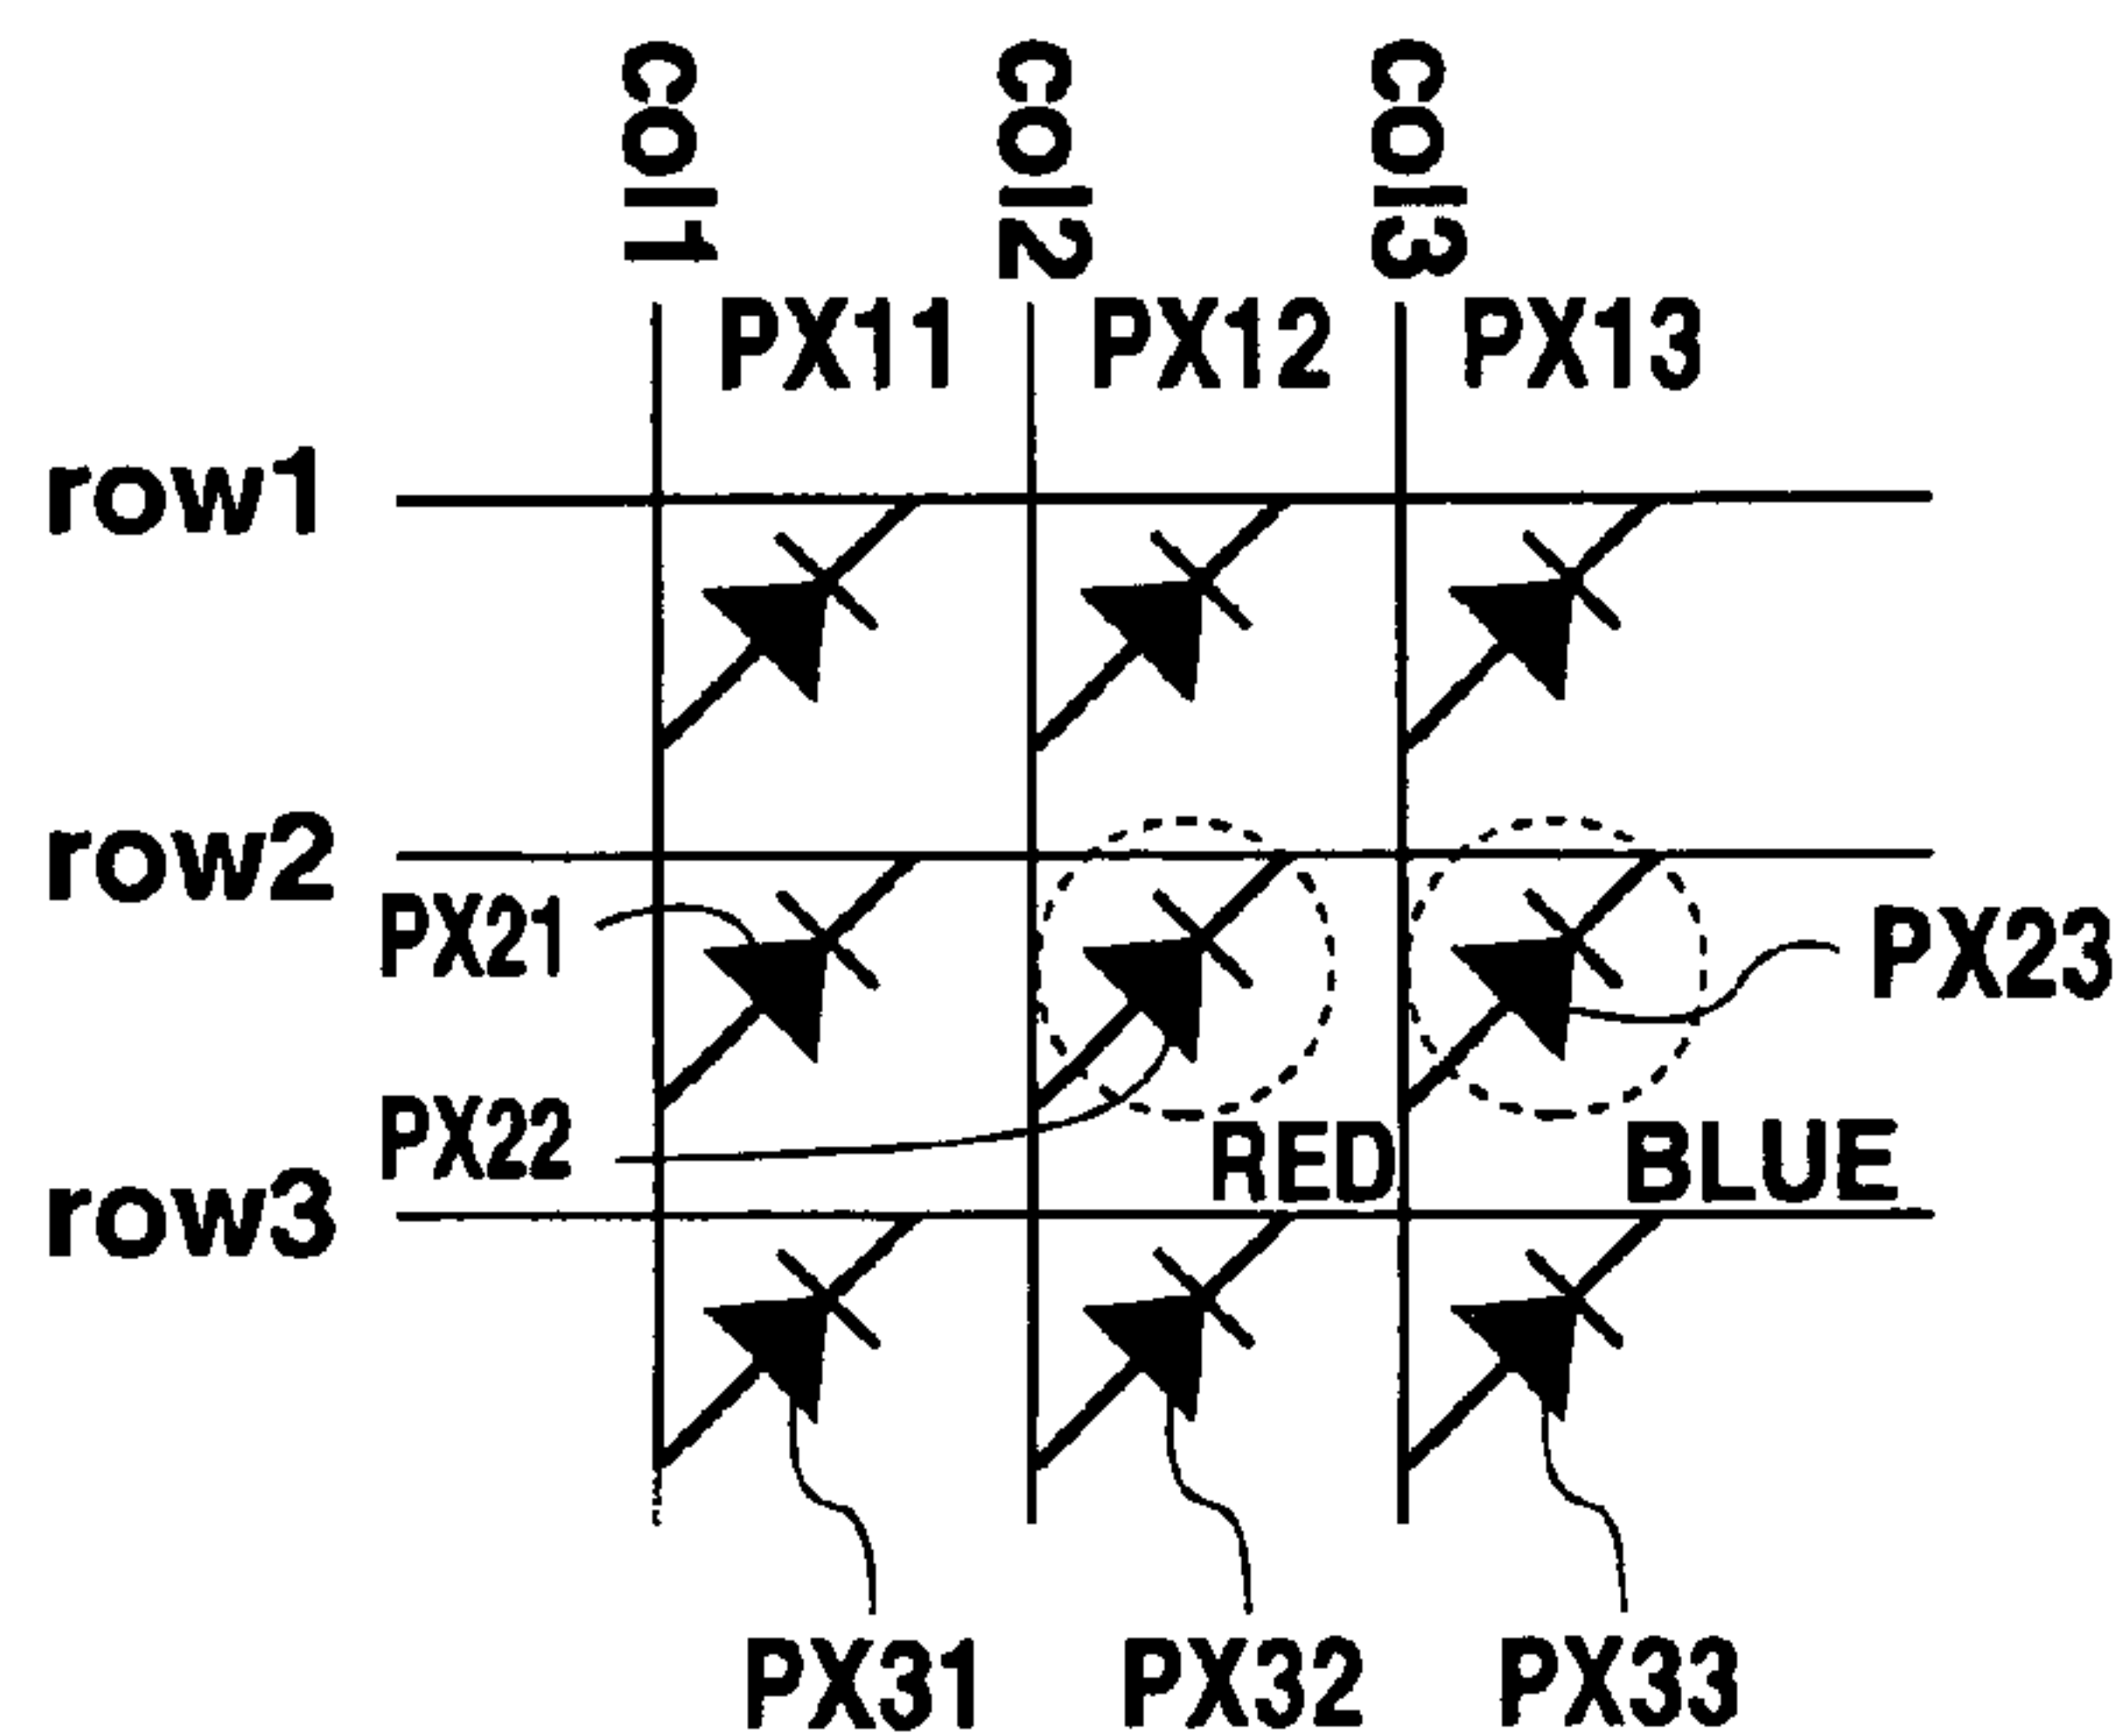 col1 col2 col3
PX11 PX12 PX13
row1
row2
PX21
PX23
PX22
RED BLUE
row3
PX31 PX32 PX33